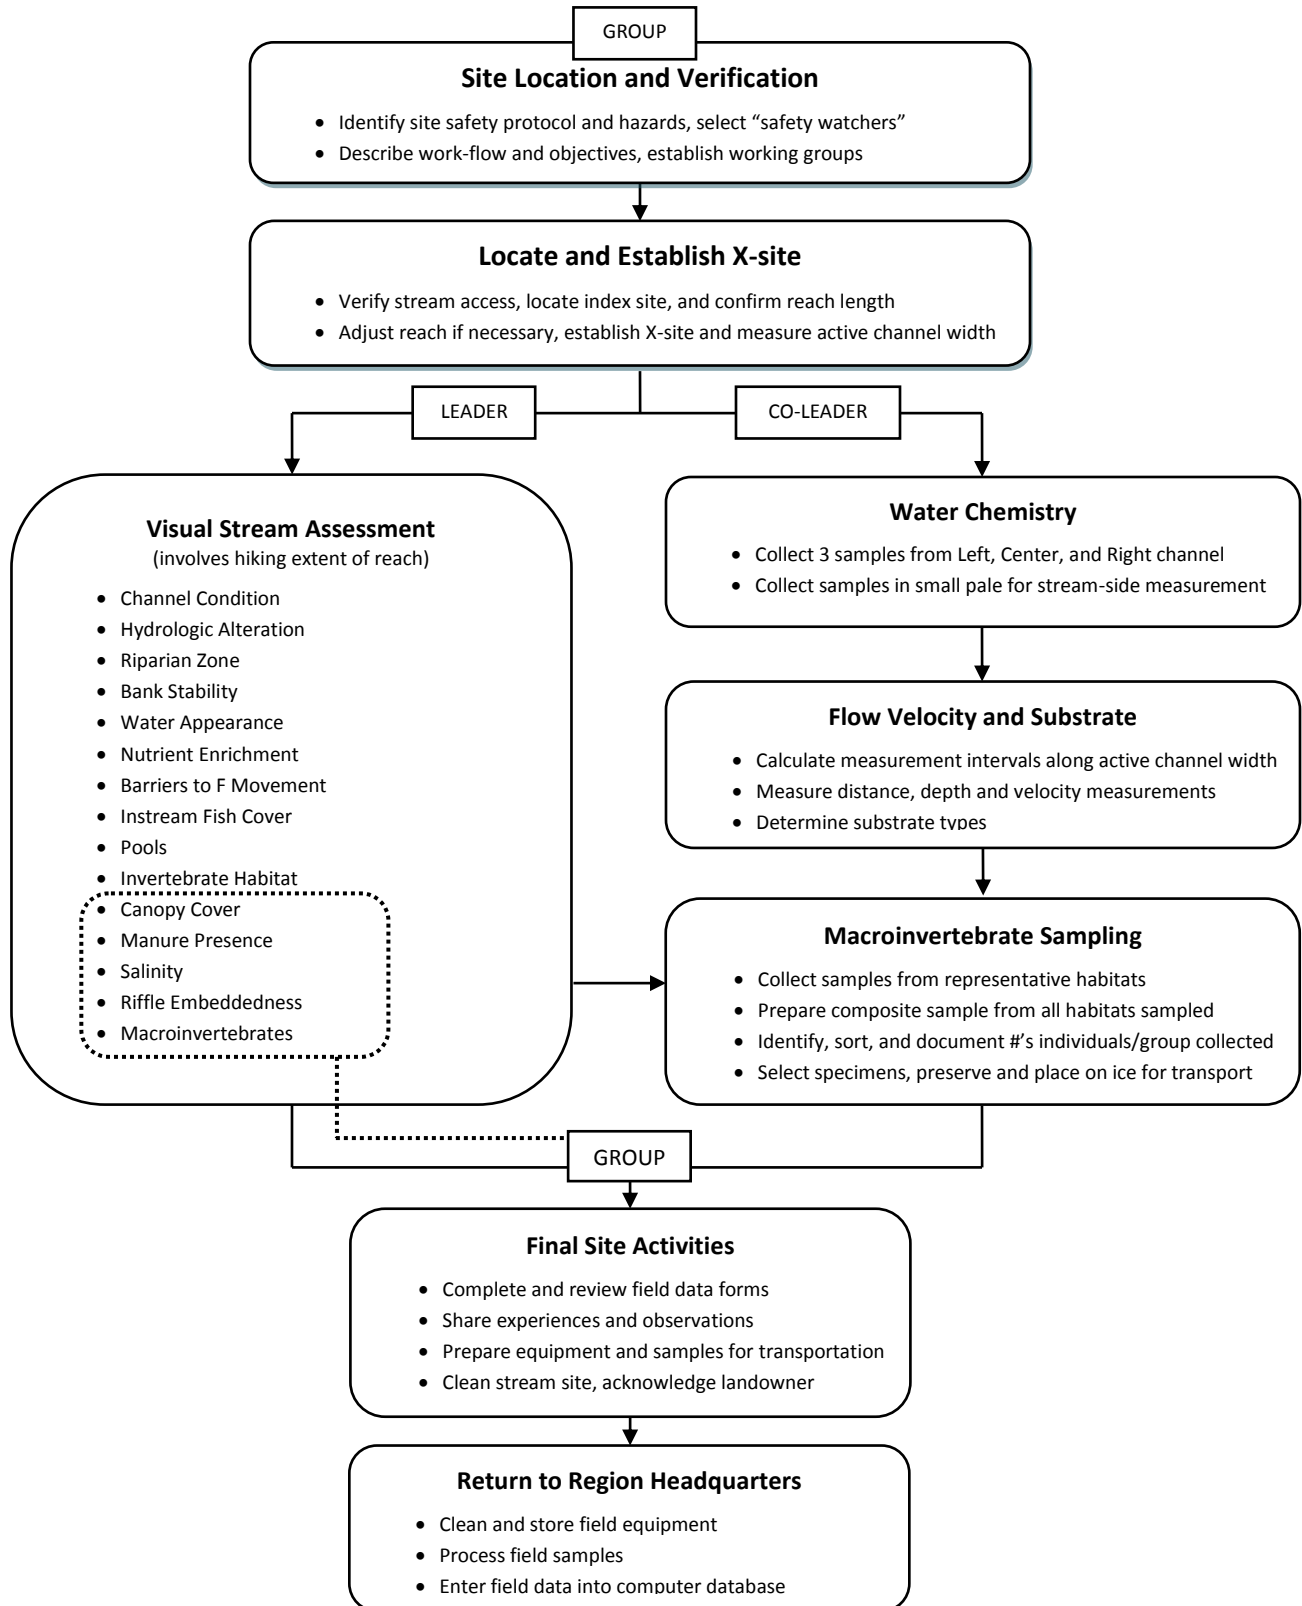 GROUP
Site Location and Verification
• Identify site safety protocol and hazards, select “safety watchers”
• Describe work-flow and objectives, establish working groups
Locate and Establish X-site
• Verify stream access, locate index site, and confirm reach length
• Adjust reach if necessary, establish X-site and measure active channel width
LEADER
CO-LEADER
Visual Stream Assessment
(involves hiking extent of reach)
• Channel Condition
• Hydrologic Alteration
• Riparian Zone
• Bank Stability
• Water Appearance
• Nutrient Enrichment
• Barriers to F Movement
• Instream Fish Cover
• Pools
• Invertebrate Habitat
• Canopy Cover
• Manure Presence
• Salinity
• Riffle Embeddedness
• Macroinvertebrates
Water Chemistry
• Collect 3 samples from Left, Center, and Right channel
• Collect samples in small pale for stream-side measurement
Flow Velocity and Substrate
• Calculate measurement intervals along active channel width
• Measure distance, depth and velocity measurements
• Determine substrate types
Macroinvertebrate Sampling
• Collect samples from representative habitats
• Prepare composite sample from all habitats sampled
• Identify, sort, and document #’s individuals/group collected
• Select specimens, preserve and place on ice for transport
GROUP
Final Site Activities
• Complete and review field data forms
• Share experiences and observations
• Prepare equipment and samples for transportation
• Clean stream site, acknowledge landowner
Return to Region Headquarters
• Clean and store field equipment
• Process field samples
• Enter field data into computer database